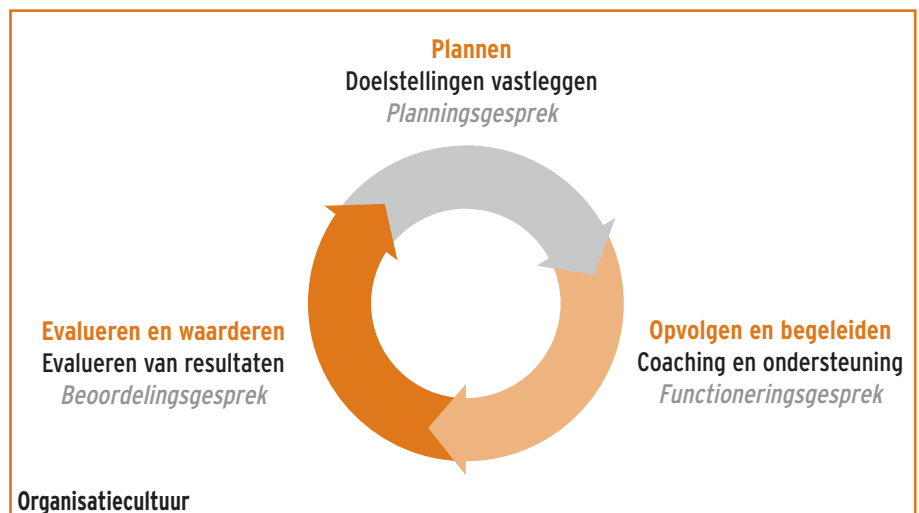 Plannen
Doelstellingen vastleggen
Planningsgesprek
Evalueren en waarderen
Evalueren van resultaten
Beoordelingsgesprek
Opvolgen en begeleiden
Coaching en ondersteuning
Functioneringsgesprek
Organisatiecultuur